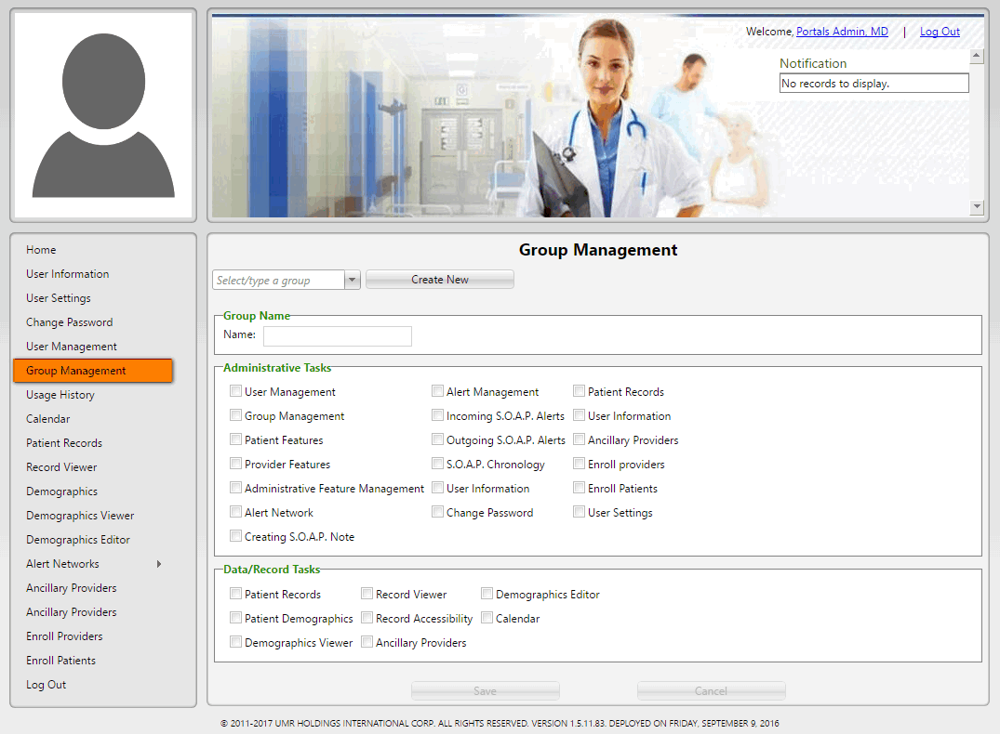 Welcome, Portals Admin, MD | Log Out
Notification
No records to display.
Home
User Information
User Settings
Change Password
User Management
Group Management
Usage History
Calendar
Patient Records
Record Viewer
Demographics
Demographics Viewer
Demographics Editor
Alert Networks
Ancillary Providers
Ancillary Providers
Enroll Providers
Enroll Patients
Log Out
Group Management
Select/type a group Create New
Group Name
Name:
Administrative Tasks
User Management Alert Management Patient Records
Group Management Incoming S.O.A.P. Alerts User Information
Patient Features Outgoing S.O.A.P. Alerts Ancillary Providers
Provider Features S.O.A.P. Chronology Enroll providers
Administrative Feature Management User Information Enroll Patients
Alert Network Change Password User Settings
Creating S.O.A.P. Note
Data/Record Tasks
Patient Records Record Viewer Demographics Editor
Patient Demographics Record Accessibility Calendar
Demographics Viewer Ancillary Providers
Save Cancel
© 2011-2017 UMR HOLDINGS INTERNATIONAL CORP. ALL RIGHTS RESERVED. VERSION 1.5.11.83. DEPLOYED ON FRIDAY, SEPTEMBER 9, 2016